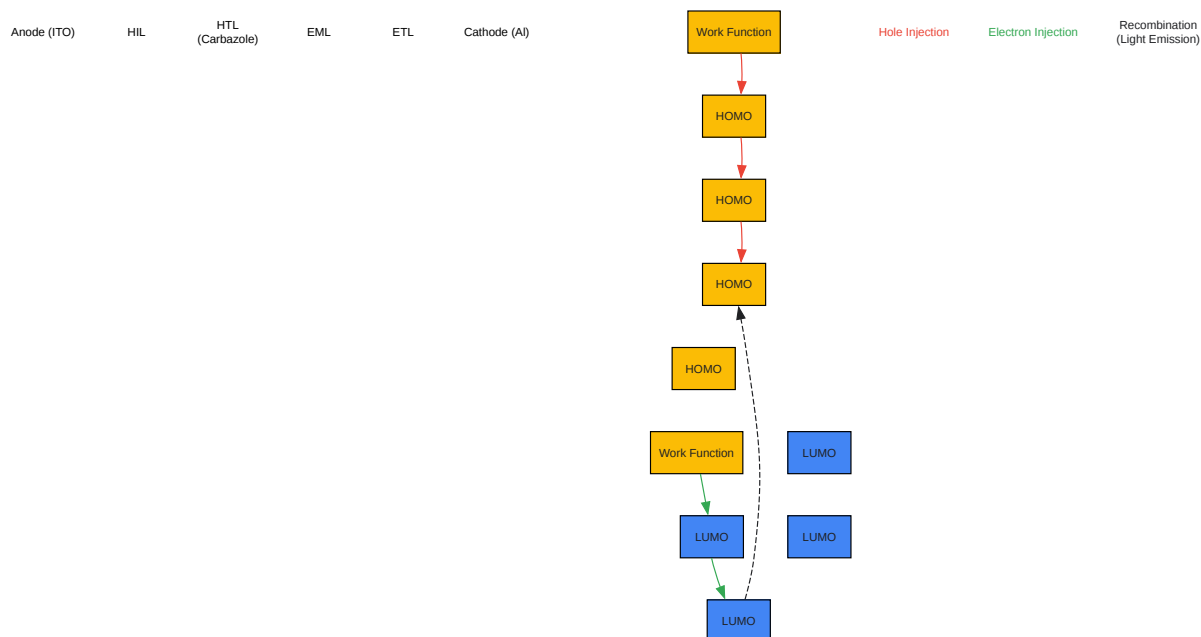 Anode (ITO)
HIL
HTL
(Carbazole)
EML
ETL
Cathode (Al)
Work Function
Hole Injection
Electron Injection
Recombination
(Light Emission)
HOMO
HOMO
HOMO
HOMO
Work Function
LUMO
LUMO
LUMO
LUMO